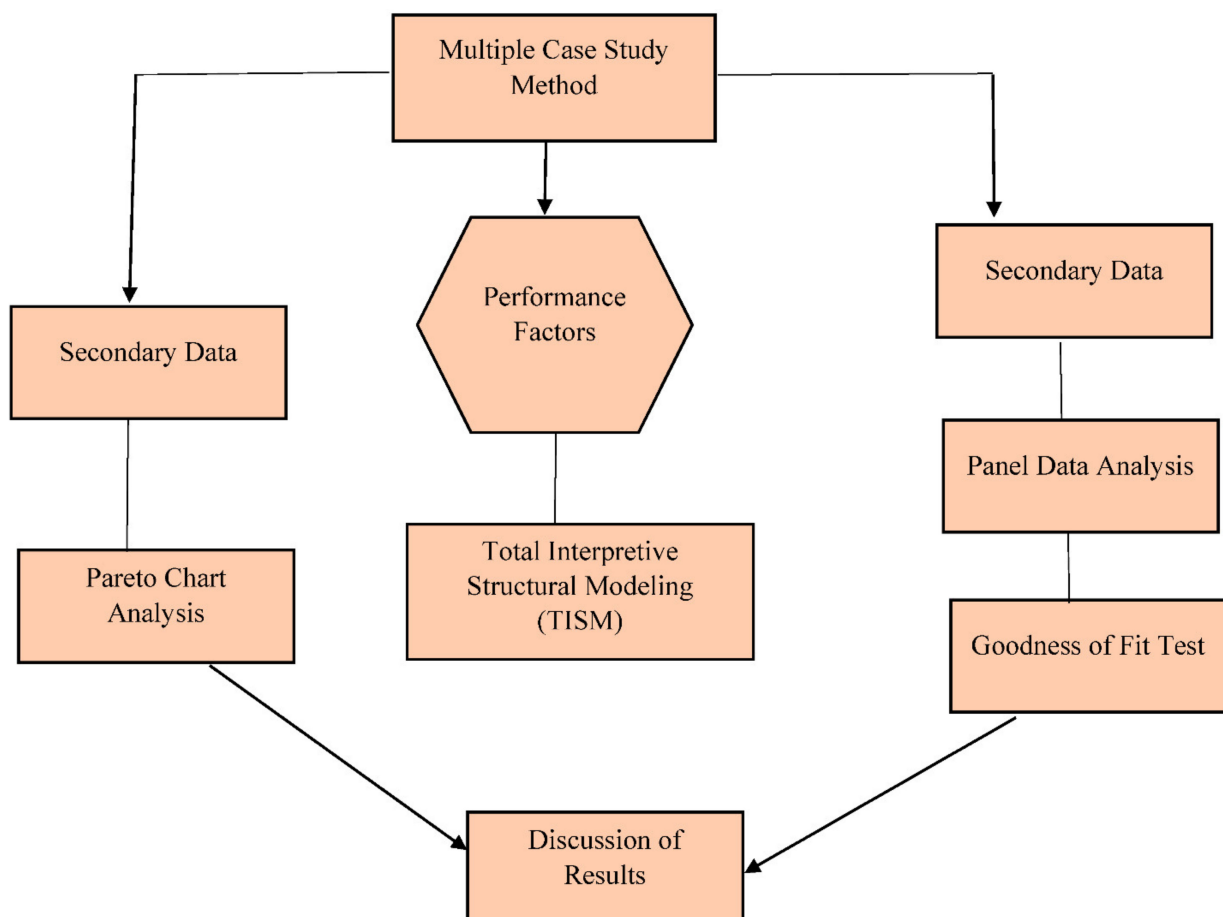 Multiple Case Study
Method
Secondary Data
Performance
Factors
Secondary Data
Panel Data Analysis
Pareto Chart
Analysis
Total Interpretive
Structural Modeling
(TISM)
Goodness of Fit Test
Discussion of
Results